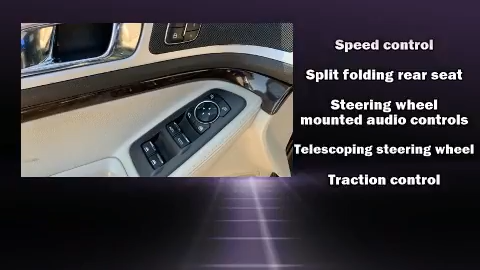 Speed control
Split folding rear seat
Steering wheel
mounted audio controls
Telescoping steering wheel
Traction control